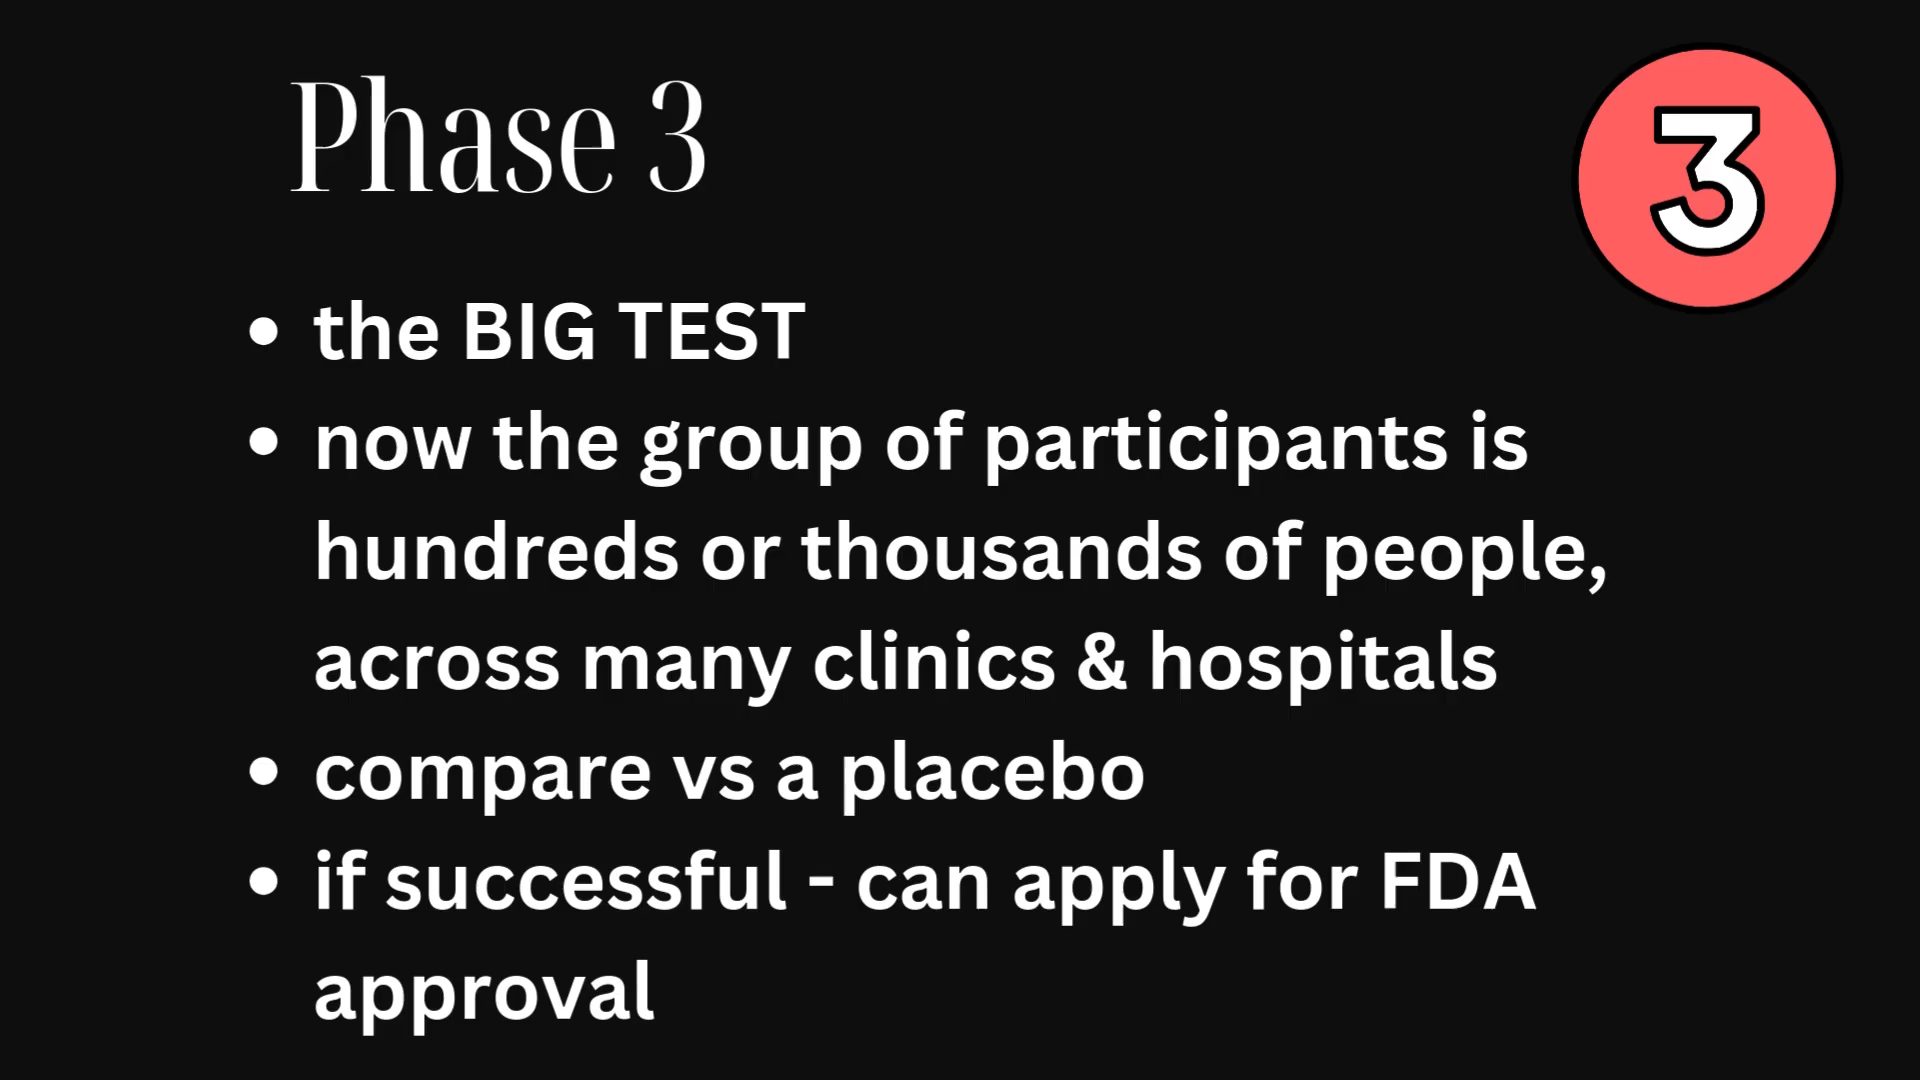 Phase 3
3
• the BIG TEST
• now the group of participants is
hundreds or thousands of people,
across many clinics & hospitals
• compare vs a placebo
• if successful - can apply for FDA
approval